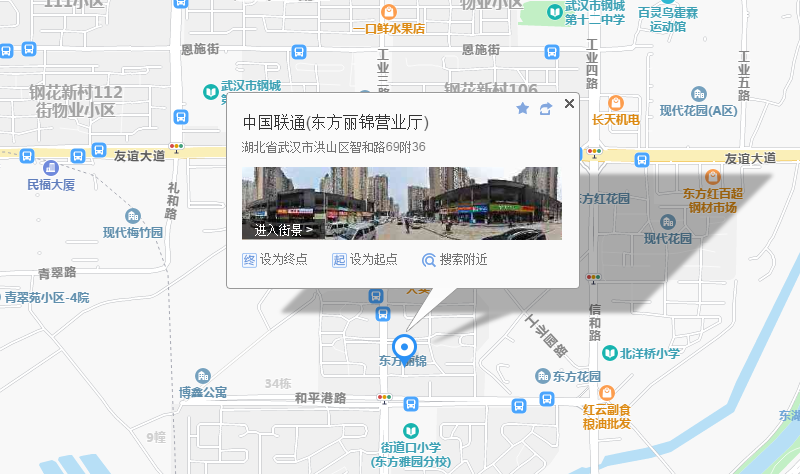 111小区
物业小区
武汉市钢城
第十二中学
百灵鸟霍霖
运动馆
一口鲜水果店
恩施街
恩施街
工业三路
工业四路
工业五路
钢花新村112
街物业小区
武汉市钢城
钢花新村106
现代花园(A区)
长天机电
中国联通(东方丽锦营业厅)
湖北省武汉市洪山区智和路69附36
进入街景 >
终 设为终点
起 设为起点
搜索附近
友谊大道
友谊大道
民福大厦
礼和路
东方红花园
东方红百超
钢材市场
现代梅竹园
现代花园
青翠路
青翠苑小区-4院
信和路
工业园路
北洋桥小学
东方丽锦
东方花园
博鑫公寓
34栋
和平港路
红云副食
粮油批发
东湖
9幢
街道口小学
(东方雅园分校)